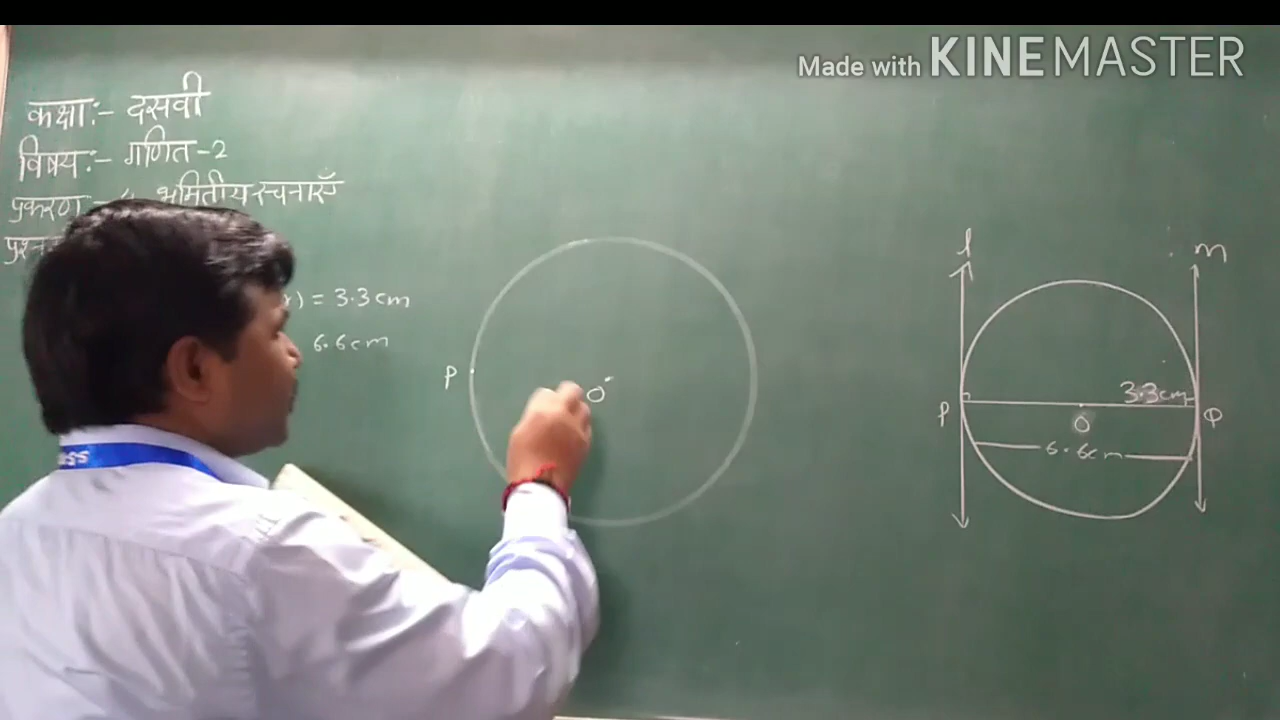 Made with KINEMASTER
कक्षा:- दसवी
विषय:- गणित-2
प्रकरण:- भूमितीय रचनाएँ
प्रश्न
) = 3.3 cm
6.6 cm
P
O
l
m
3.3cm
P
O
Q
6.6cm